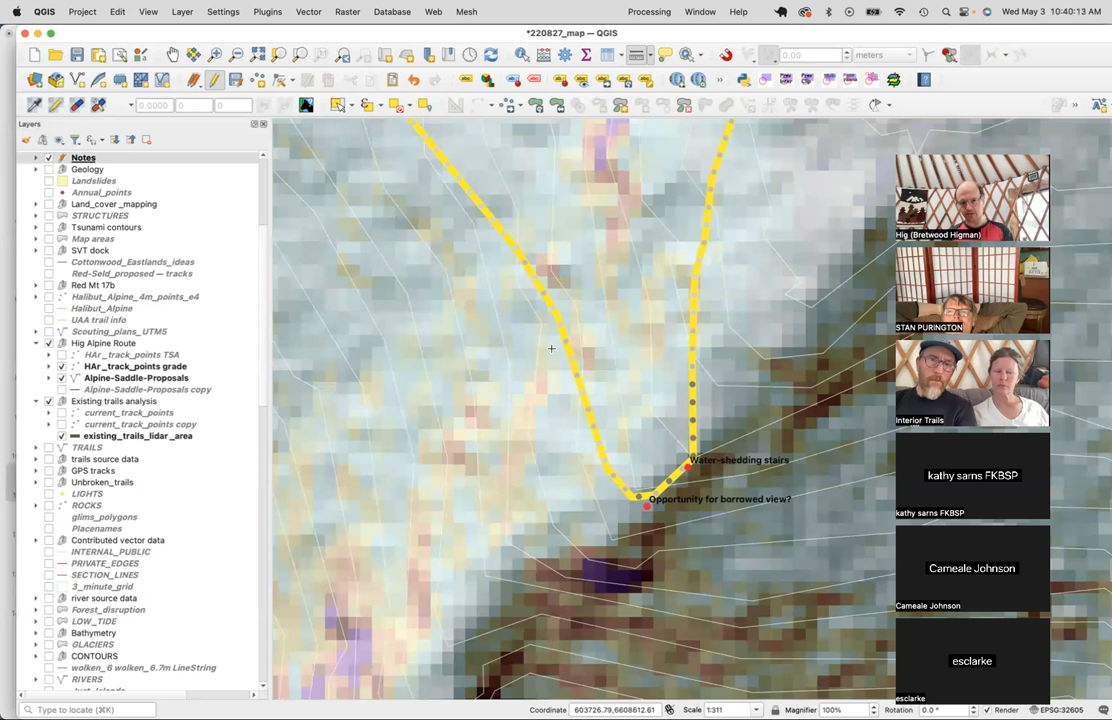 QGIS Project Edit View Layer Settings Plugins Vector Raster Database Web Mesh Processing Window Help Wed May 3 10:40:13 AM
*220827_map — QGIS
0.00 meters
0.0000 0 0
Layers
Notes
Geology
Landslides
Annual_points
Land_cover_mapping
STRUCTURES
Tsunami contours
Map areas
SVT dock
Cottonwood_Eastlands_ideas
Red-Seld_proposed — tracks
Red Mt 17b
Halibut_Alpine_4m_points_e4
Halibut_Alpine
UAA trail info
Scouting_plans_UTM5
Hig Alpine Route
HAr_track_points TSA
HAr_track_points grade
Alpine-Saddle-Proposals
Alpine-Saddle-Proposals copy
Existing trails analysis
current_track_points
current_track_points copy
existing_trails_lidar_area
TRAILS
trails source data
GPS tracks
Unbroken_trails
LIGHTS
ROCKS
glims_polygons
Placenames
Contributed vector data
INTERNAL_PUBLIC
PRIVATE_EDGES
SECTION_LINES
3_minute_grid
river source data
Forest_disruption
LOW_TIDE
Bathymetry
GLACIERS
CONTOURS
wolken_6 wolken_6.7m LineString
RIVERS
Water-shedding stairs
Opportunity for borrowed view?
Hig (Bretwood Higman)
STAN PURINGTON
Interior Trails
kathy sarns FKBSP
kathy sarns FKBSP
Cameale Johnson
Cameale Johnson
esclarke
esclarke
Type to locate (⌘K)
Coordinate 603726.79,6608612.61 Scale 1:311 Magnifier 100% Rotation 0.0° Render EPSG:32605